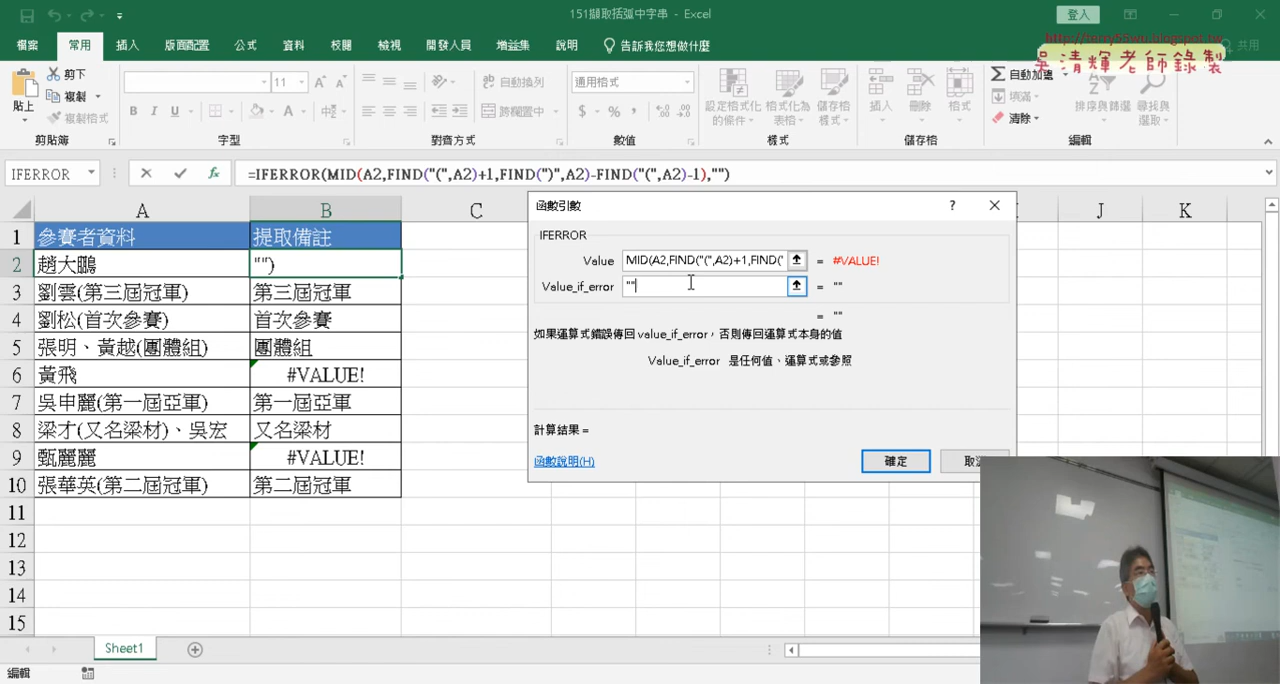 151擷取括弧中字串 - Excel
登入
http://terry55wu.blogspot.tw
吳清輝老師錄製
檔案 常用 插入 版面配置 公式 資料 校閱 檢視 開發人員 增益集 說明 告訴我您想做什麼 共用
貼上
剪下
複製
複製格式
剪貼簿
11
B I U
字型
自動換列
跨欄置中
對齊方式
通用格式
$ % ,
數值
設定格式化的條件
格式化為表格
儲存格樣式
樣式
插入 刪除 格式
儲存格
自動加總
填滿
清除
排序與篩選
尋找與選取
編輯
IFERROR
=IFERROR(MID(A2,FIND("(",A2)+1,FIND(")",A2)-FIND("(",A2)-1),"")
A B C J K
1 參賽者資料 提取備註
2 趙大鵬 "")
3 劉雲(第三屆冠軍) 第三屆冠軍
4 劉松(首次參賽) 首次參賽
5 張明、黃越(團體組) 團體組
6 黃飛 #VALUE!
7 吳申麗(第一屆亞軍) 第一屆亞軍
8 梁才(又名梁材)、吳宏 又名梁材
9 甄麗麗 #VALUE!
10 張華英(第二屆冠軍) 第二屆冠軍
11
12
13
14
15
函數引數
?
IFERROR
Value MID(A2,FIND("(",A2)+1,FIND(" = #VALUE!
Value_if_error "" = ""
= ""
如果運算式錯誤傳回 value_if_error，否則傳回運算式本身的值
Value_if_error 是任何值、運算式或參照
計算結果 =
函數說明(H)
確定
Sheet1
編輯